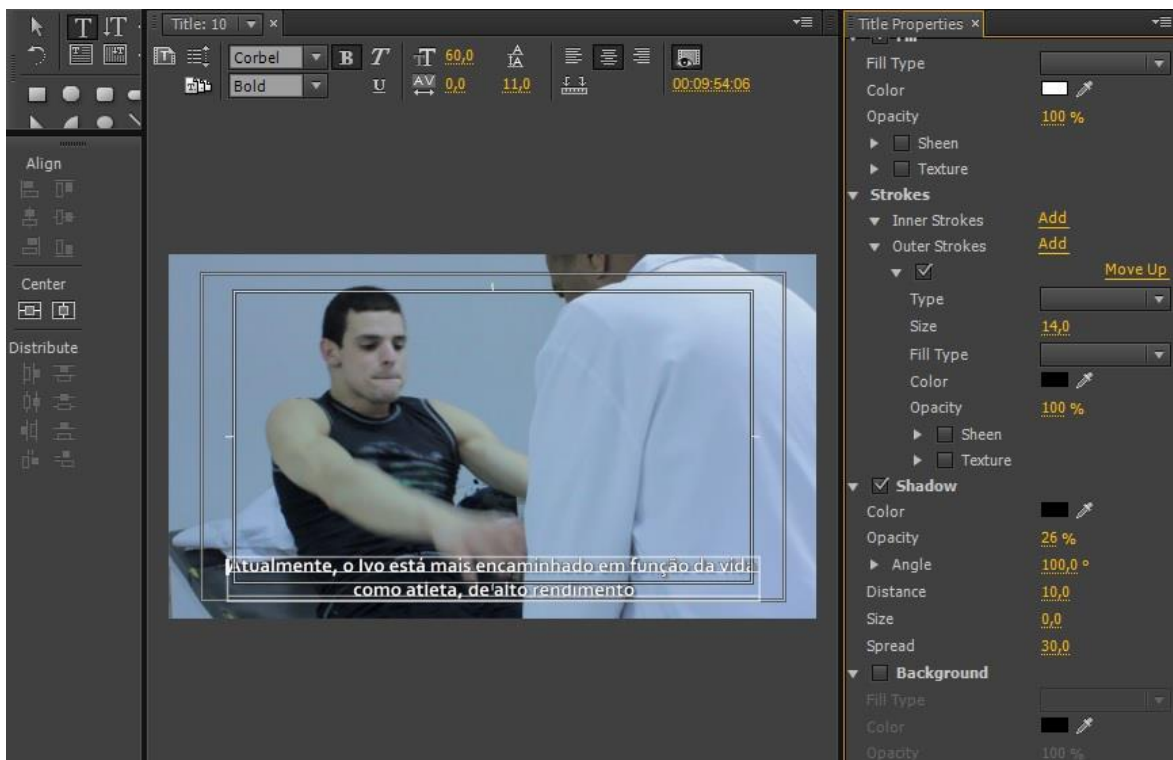 Title: 10
Title Properties
Corbel
60,0
Bold
0,0
11,0
00:09:54:06
Align
Center
Distribute
Atualmente, o Ivo está mais encaminhado em função da vida
como atleta, de alto rendimento
Fill
Fill Type
Color
Opacity 100 %
Sheen
Texture
Strokes
Inner Strokes Add
Outer Strokes Add
Move Up
Type
Size 14,0
Fill Type
Color
Opacity 100 %
Sheen
Texture
Shadow
Color
Opacity 26 %
Angle 100,0 °
Distance 10,0
Size 0,0
Spread 30,0
Background
Fill Type
Color
Opacity 100 %